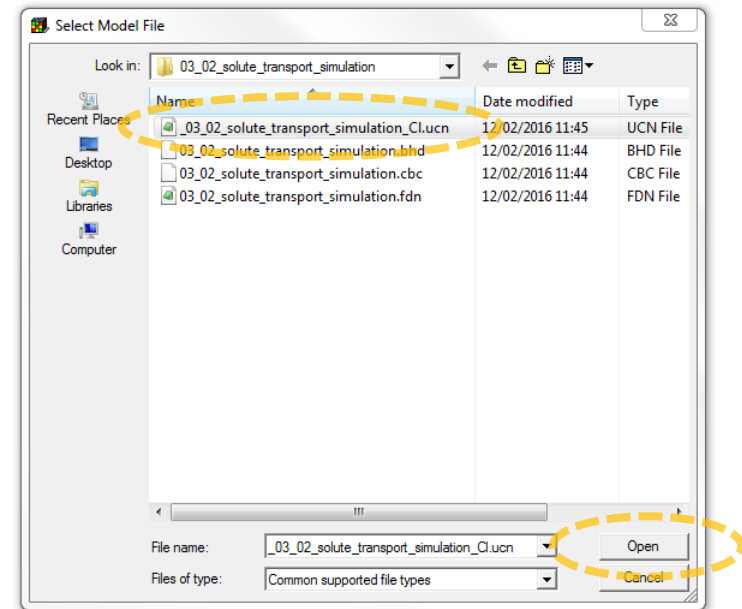 Select Model File
Look in: 03_02_solute_transport_simulation
Recent Places
Desktop
Libraries
Computer
Name Date modified Type
_03_02_solute_transport_simulation_Cl.ucn 12/02/2016 11:45 UCN File
03_02_solute_transport_simulation.bhd 12/02/2016 11:44 BHD File
03_02_solute_transport_simulation.cbc 12/02/2016 11:44 CBC File
03_02_solute_transport_simulation.fdn 12/02/2016 11:44 FDN File
File name: _03_02_solute_transport_simulation_Cl.ucn Open
Files of type: Common supported file types Cancel